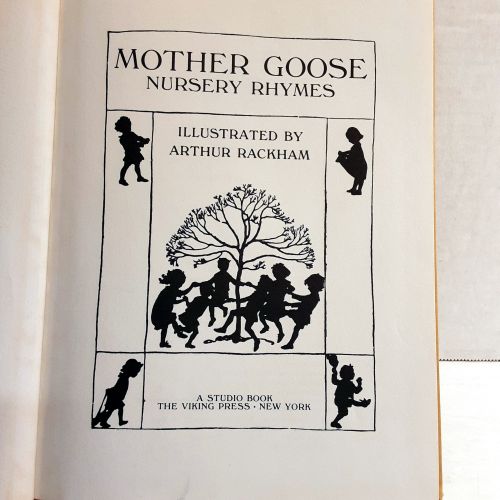 MOTHER GOOSE
NURSERY RHYMES
ILLUSTRATED BY
ARTHUR RACKHAM
A STUDIO BOOK
THE VIKING PRESS · NEW YORK